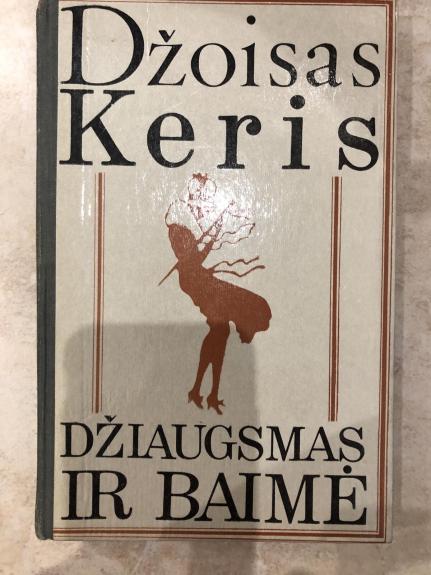 Džoisas
Keris
DŽIAUGSMAS
IR BAIMĖ